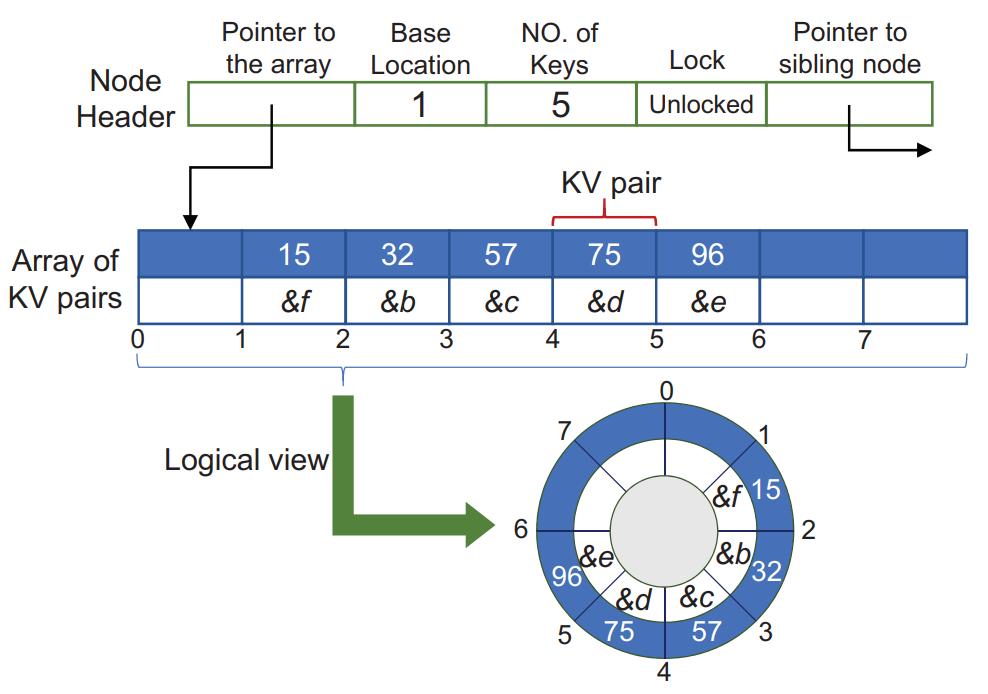 Pointer to
the array
Base
Location
NO. of
Keys
Lock
Pointer to
sibling node
Node
Header
1
5
Unlocked
KV pair
Array of
KV pairs
15
32
57
75
96
&f
&b
&c
&d
&e
0
1
2
3
4
5
6
7
Logical view
0
1
2
3
4
5
6
7
15
32
57
75
96
&f
&b
&c
&d
&e